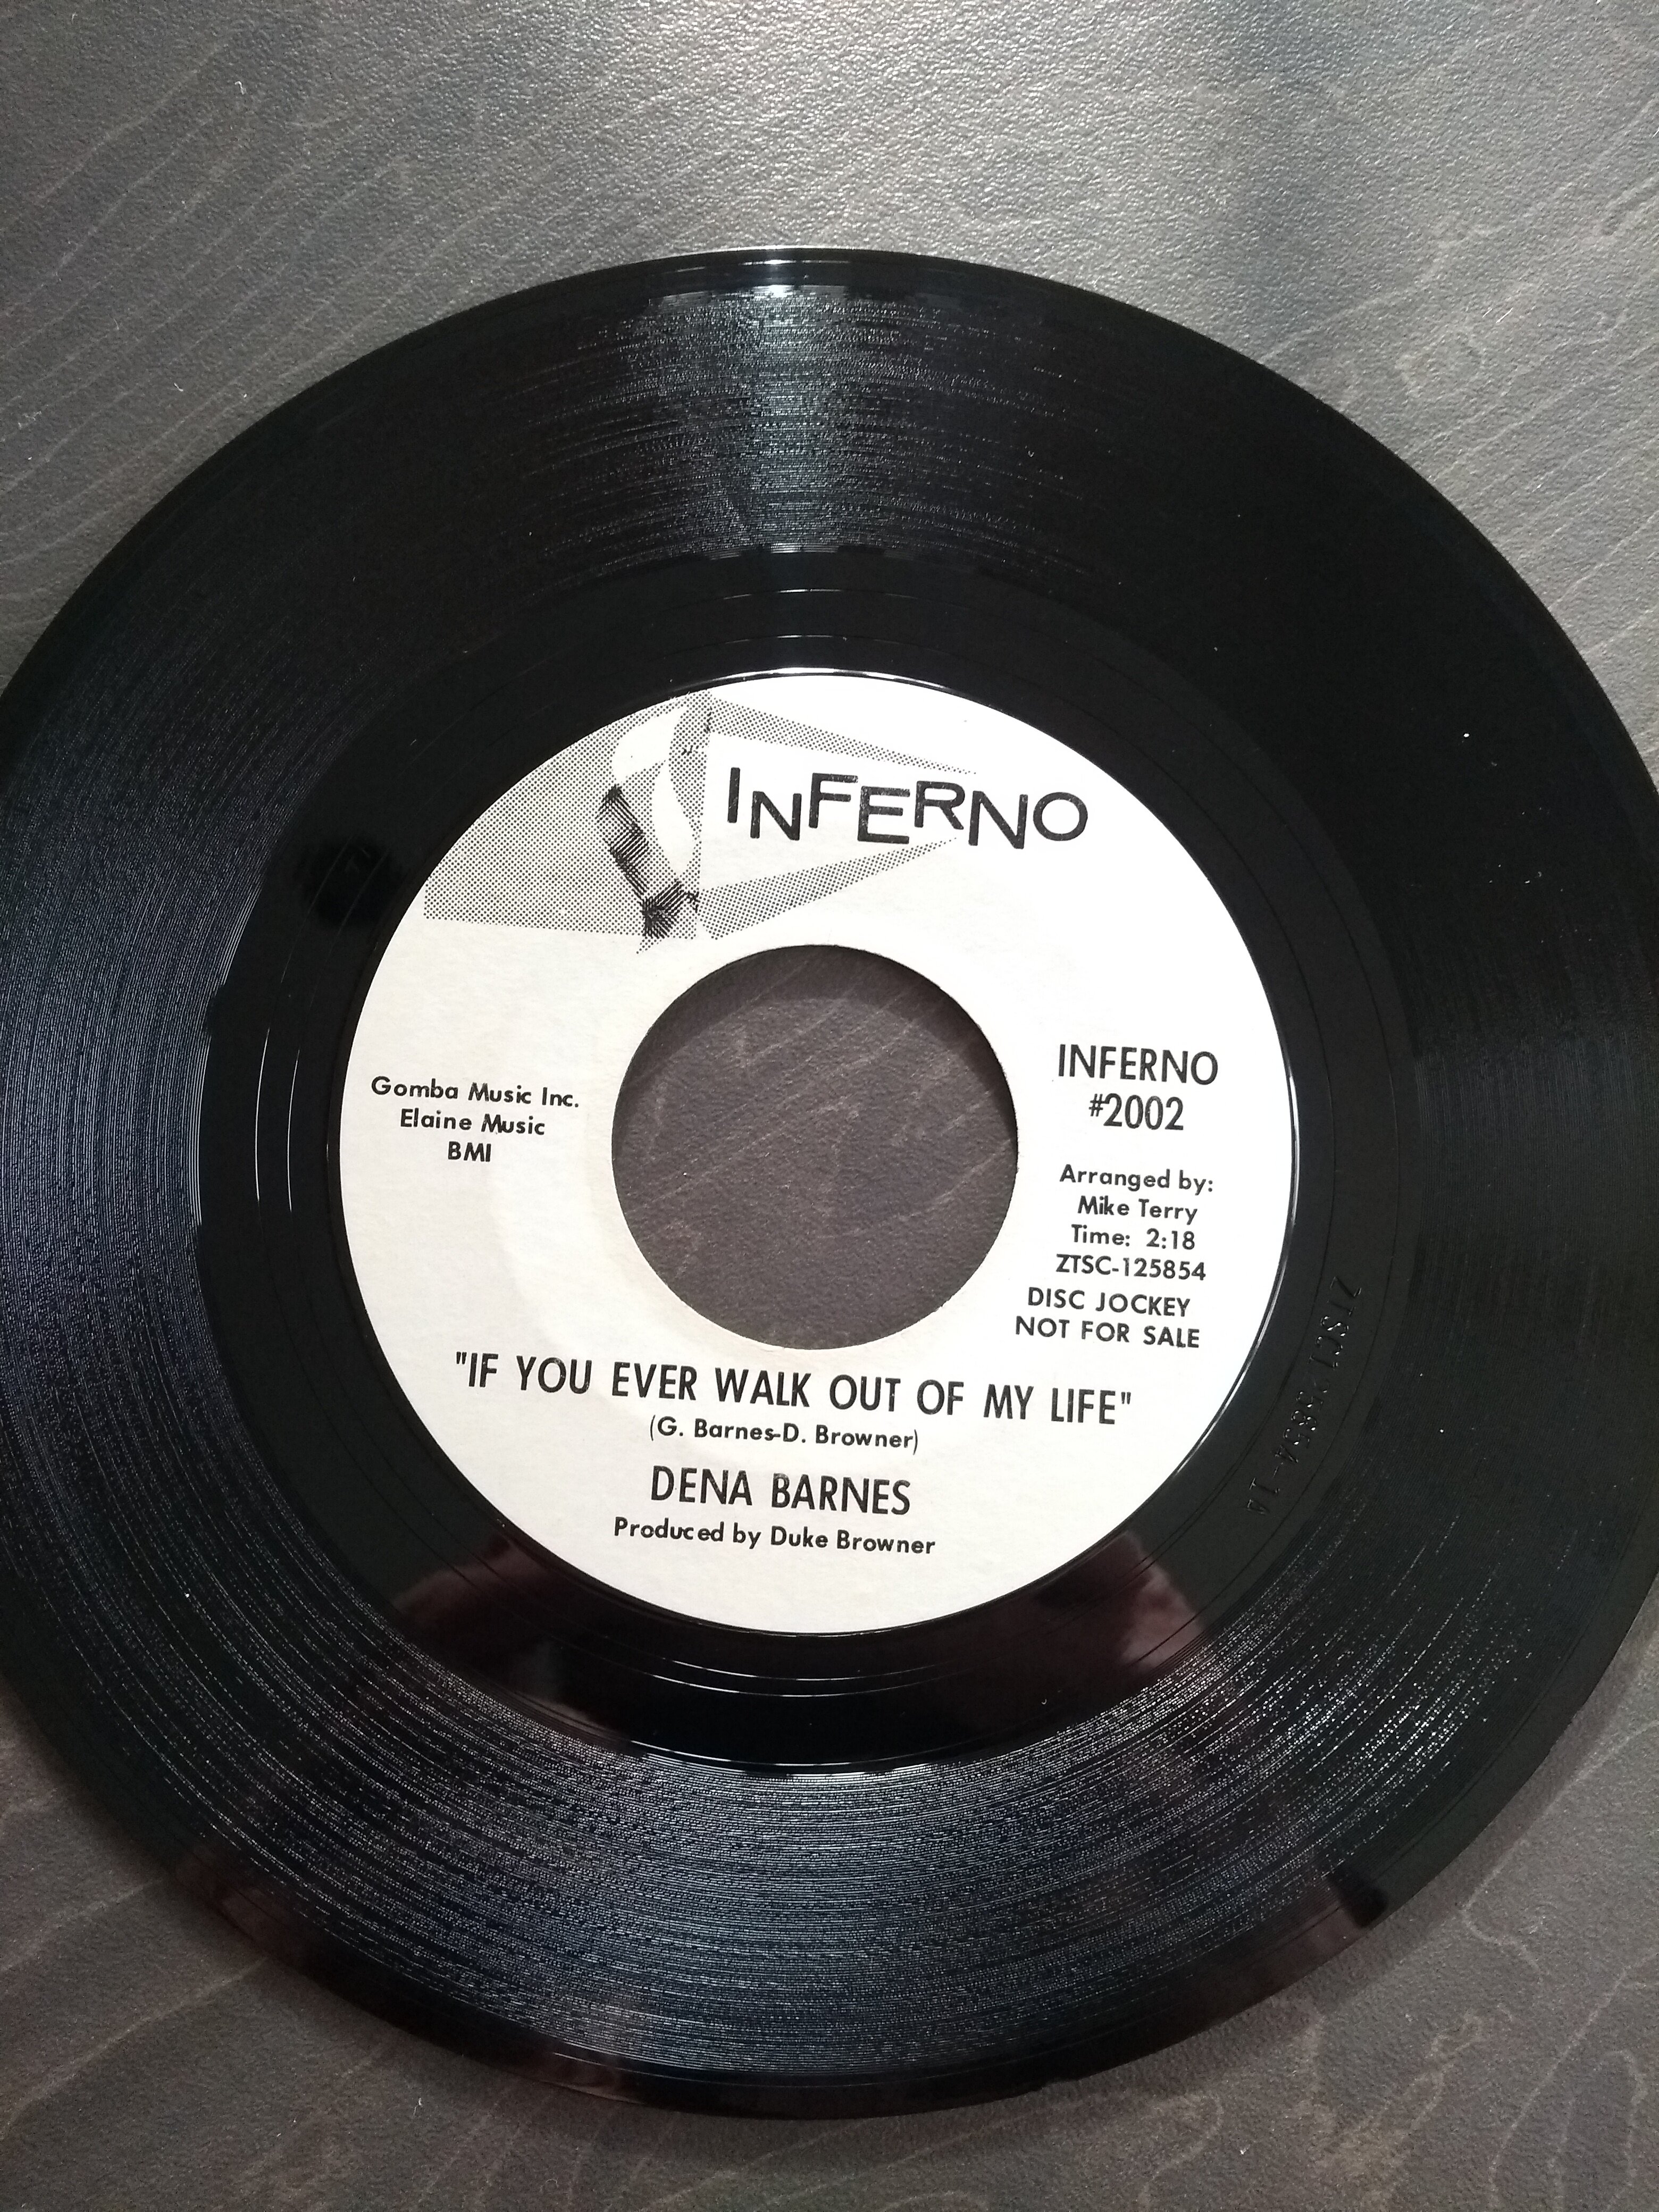 INFERNO
Gomba Music Inc.
Elaine Music
BMI
INFERNO
#2002
Arranged by:
Mike Terry
Time: 2:18
ZTSC-125854
DISC JOCKEY
NOT FOR SALE
"IF YOU EVER WALK OUT OF MY LIFE"
(G. Barnes-D. Browner)
DENA BARNES
Produced by Duke Browner